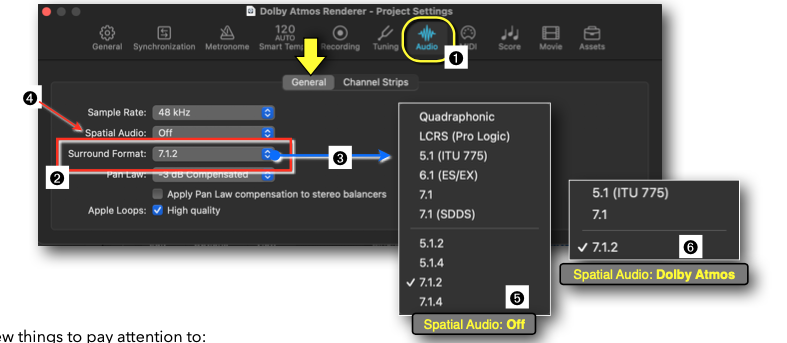 Dolby Atmos Renderer - Project Settings
General Synchronization Metronome 120 AUTO Smart Recording Tuning Audio Score Movie Assets
❶
General Channel Strips
❹
Sample Rate: 48 kHz
Spatial Audio: Off
Surround Format: 7.1.2
❷
❸
Pan Law: -3 dB Compensated
Apply Pan Law compensation to stereo balancers
Apple Loops: High quality
Quadraphonic
LCRS (Pro Logic)
5.1 (ITU 775)
6.1 (ES/EX)
7.1
7.1 (SDDS)
5.1.2
5.1.4
✓ 7.1.2
7.1.4
❺
Spatial Audio: Off
5.1 (ITU 775)
7.1
✓ 7.1.2
❻
Spatial Audio: Dolby Atmos
things to pay attention to: